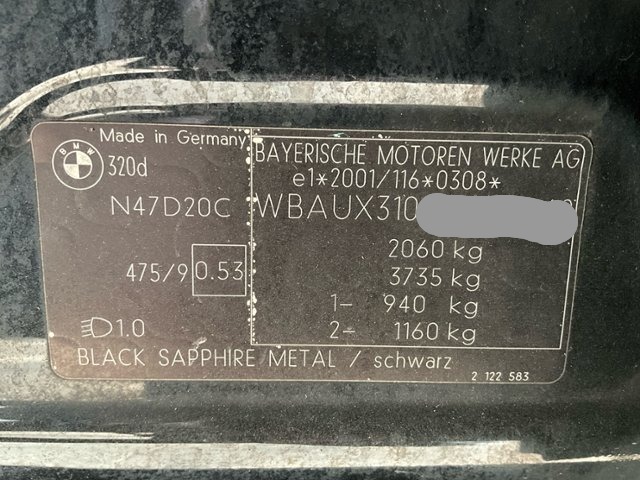 BMW
Made in Germany
320d
N47D20C
475/9 0.53
1.0
BAYERISCHE MOTOREN WERKE AG
e1*2001/116*0308*
WBAUX310
2060 kg
3735 kg
1- 940 kg
2- 1160 kg
BLACK SAPPHIRE METAL / schwarz
2 122 583